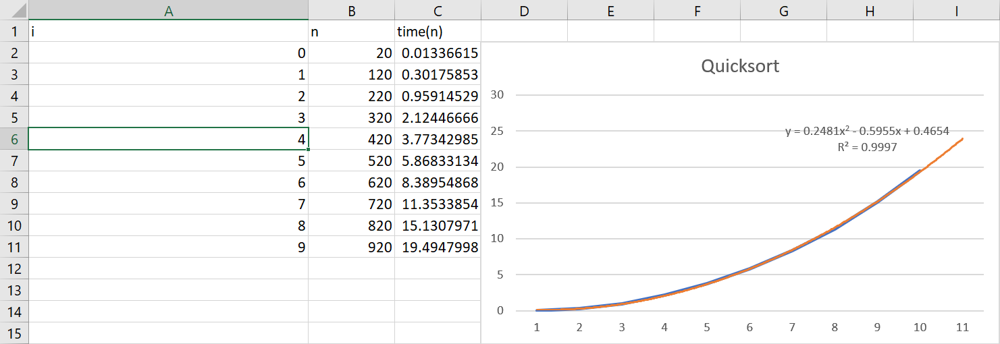 A B C D E F G H I
1 i n time(n)
2 0 20 0.01336615
3 1 120 0.30175853
4 2 220 0.95914529
5 3 320 2.12446666
6 4 420 3.77342985
7 5 520 5.86833134
8 6 620 8.38954868
9 7 720 11.3533854
10 8 820 15.1307971
11 9 920 19.4947998
12
13
14
15
Quicksort
30
25
20
15
10
5
0
y = 0.2481x² - 0.5955x + 0.4654
R² = 0.9997
1 2 3 4 5 6 7 8 9 10 11